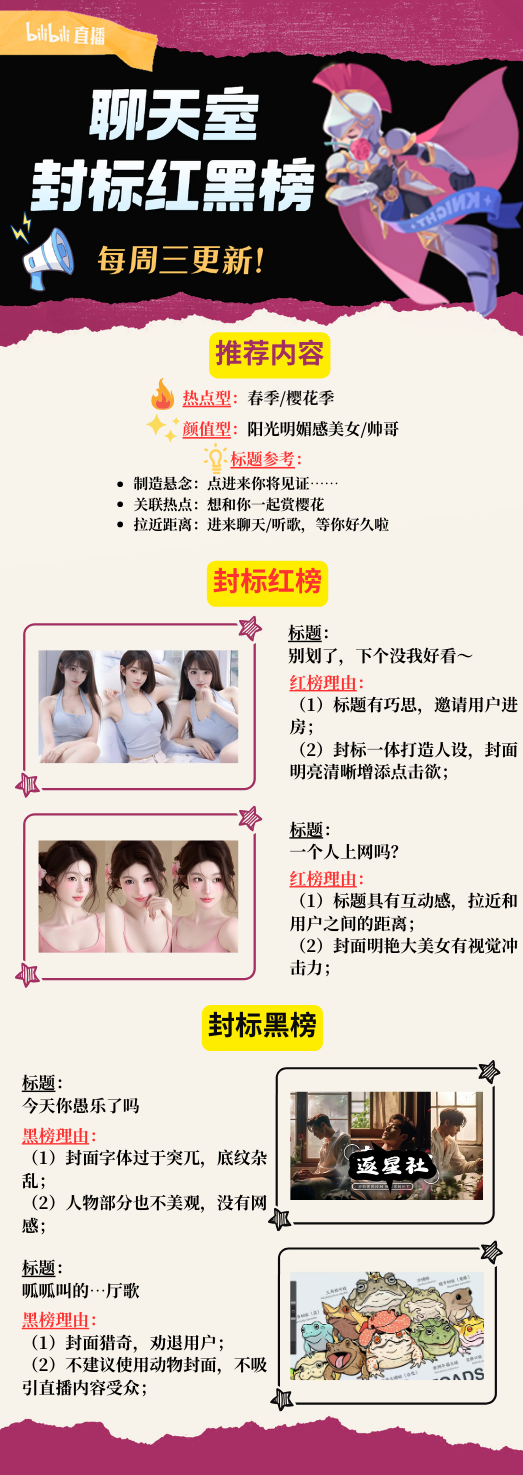 bilibili 直播
聊天室
封标红黑榜
KNIGHT
每周三更新！
推荐内容
热点型：春季/樱花季
颜值型：阳光明媚感美女/帅哥
标题参考：
制造悬念：点进来你将见证······
关联热点：想和你一起赏樱花
拉近距离：进来聊天/听歌，等你好久啦
封标红榜
标题：
别划了，下个没我好看～
红榜理由：
（1）标题有巧思，邀请用户进
房；
（2）封标一体打造人设，封面
明亮清晰增添点击欲；
标题：
一个人上网吗？
红榜理由：
（1）标题具有互动感，拉近和
用户之间的距离；
（2）封面明艳大美女有视觉冲
击力；
封标黑榜
标题：
今天你愚乐了吗
黑榜理由：
（1）封面字体过于突兀，底纹杂
乱；
（2）人物部分也不美观，没有网
感；
逐星社
标题：
呱呱叫的···厅歌
黑榜理由：
（1）封面猎奇，劝退用户；
（2）不建议使用动物封面，不吸
引直播内容受众；
OADS